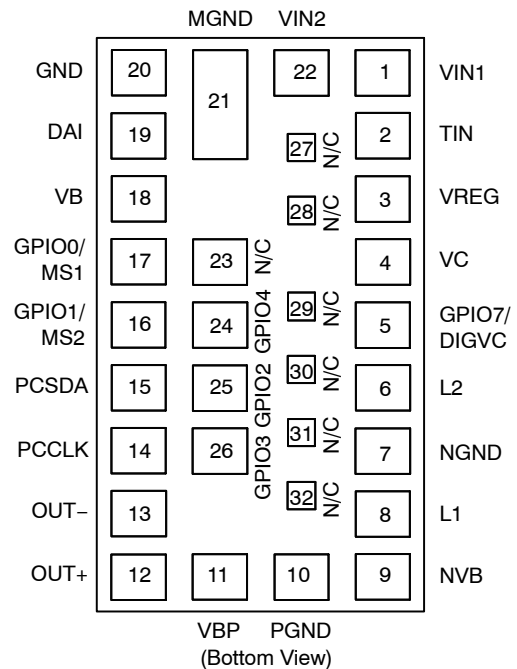 MGND VIN2
GND 20 21 22 1 VIN1
DAI 19 27 N/C 2 TIN
VB 18 28 N/C 3 VREG
GPIO0/
MS1 17 23 N/C 4 VC
GPIO1/
MS2 16 24 GPIO4 29 N/C 5 GPIO7/
DIGVC
PCSDA 15 25 GPIO2 30 N/C 6 L2
PCCLK 14 26 GPIO3 31 N/C 7 NGND
OUT− 13 32 N/C 8 L1
OUT+ 12 11 10 9 NVB
VBP PGND
(Bottom View)